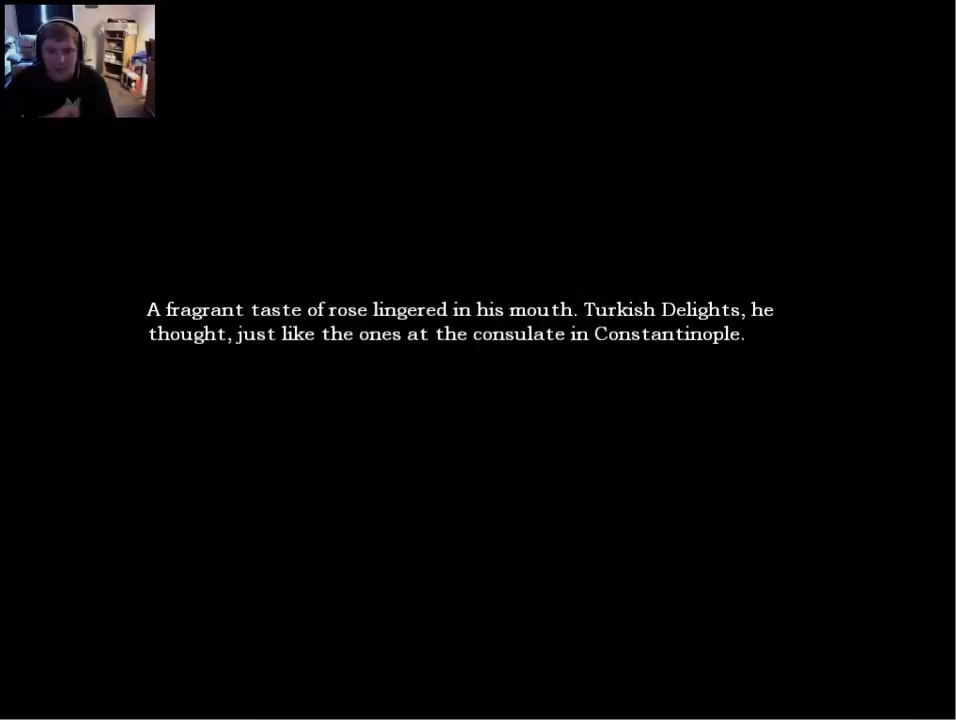 A fragrant taste of rose lingered in his mouth. Turkish Delights, he
thought, just like the ones at the consulate in Constantinople.